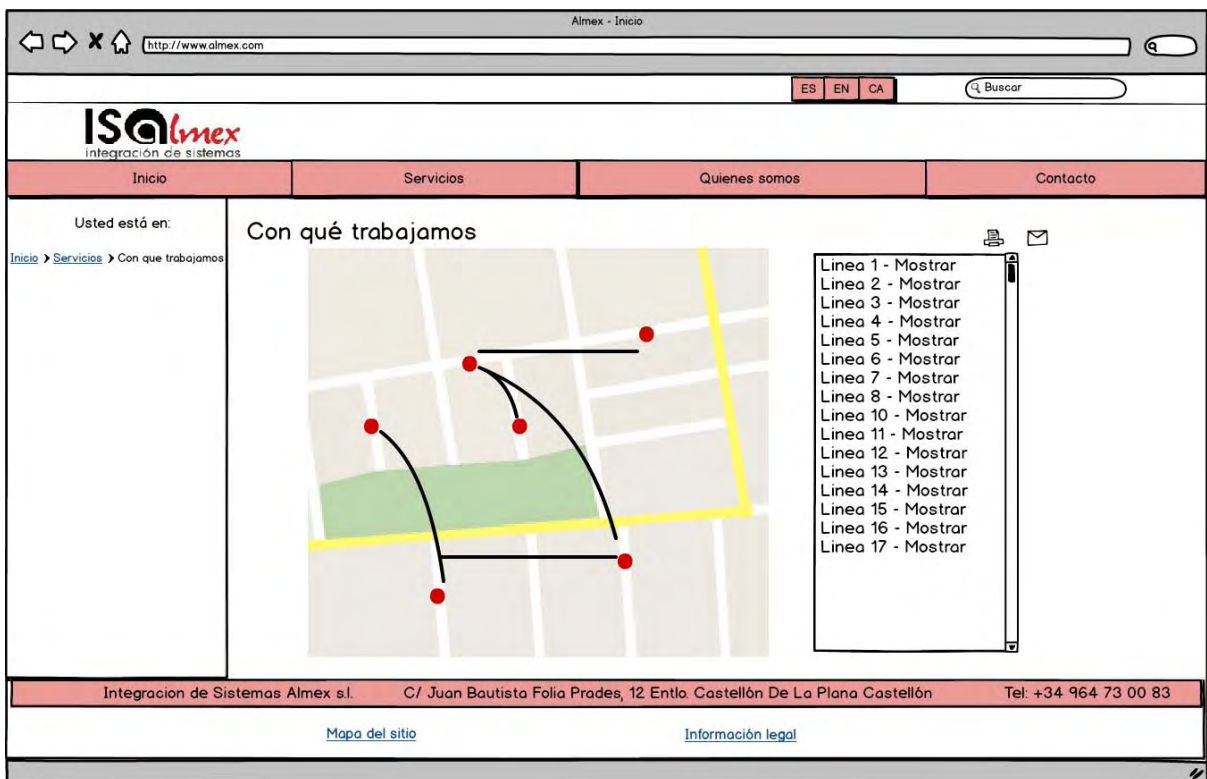 Almex - Inicio
http://www.almex.com
ES EN CA
Buscar
ISalmex
integración de sistemas
Inicio
Servicios
Quienes somos
Contacto
Usted está en:
Inicio > Servicios > Con que trabajamos
Con qué trabajamos
Linea 1 - Mostrar
Linea 2 - Mostrar
Linea 3 - Mostrar
Linea 4 - Mostrar
Linea 5 - Mostrar
Linea 6 - Mostrar
Linea 7 - Mostrar
Linea 8 - Mostrar
Linea 10 - Mostrar
Linea 11 - Mostrar
Linea 12 - Mostrar
Linea 13 - Mostrar
Linea 14 - Mostrar
Linea 15 - Mostrar
Linea 16 - Mostrar
Linea 17 - Mostrar
Integracion de Sistemas Almex s.l. C/ Juan Bautista Folia Prades, 12 Entlo. Castellón De La Plana Castellón Tel: +34 964 73 00 83
Mapa del sitio
Información legal